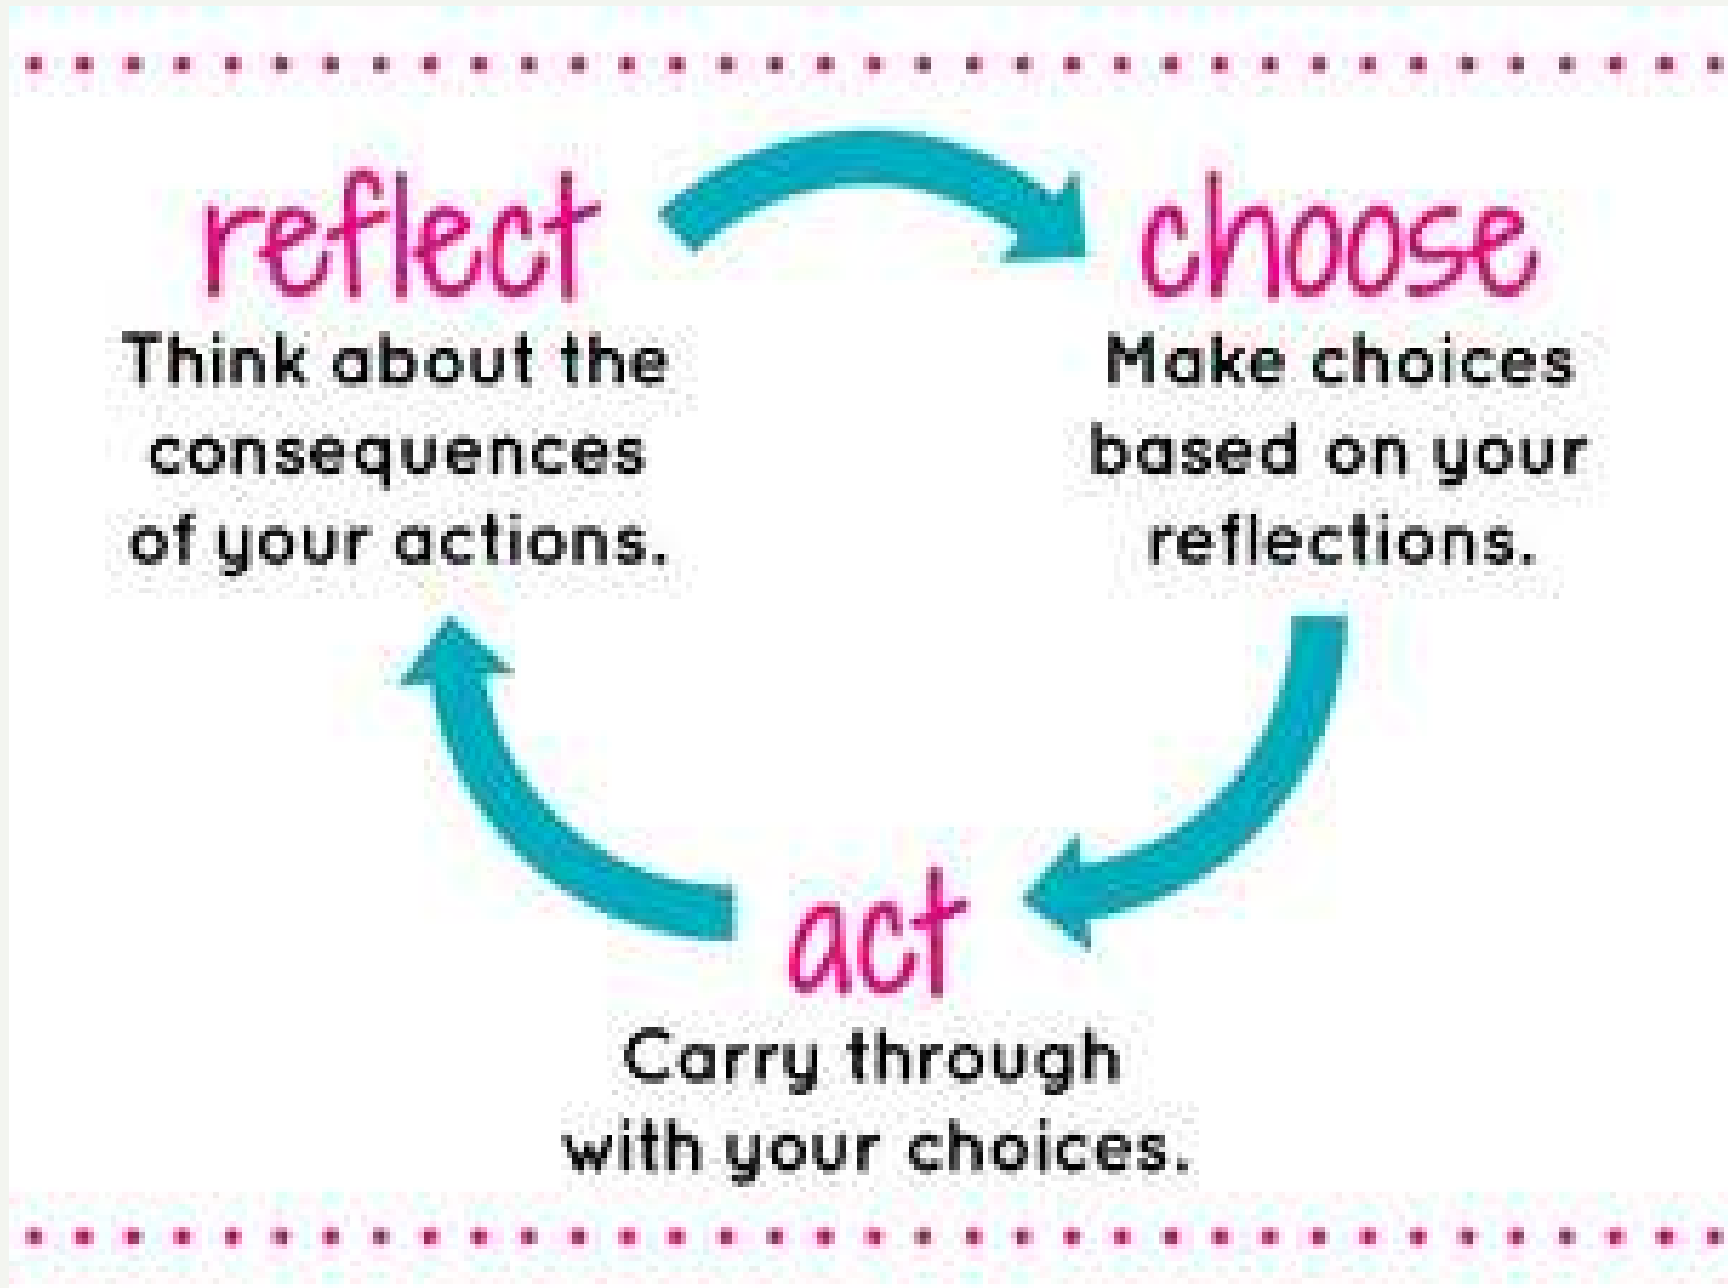 reflect
Think about the
consequences
of your actions.
choose
Make choices
based on your
reflections.
act
Carry through
with your choices.